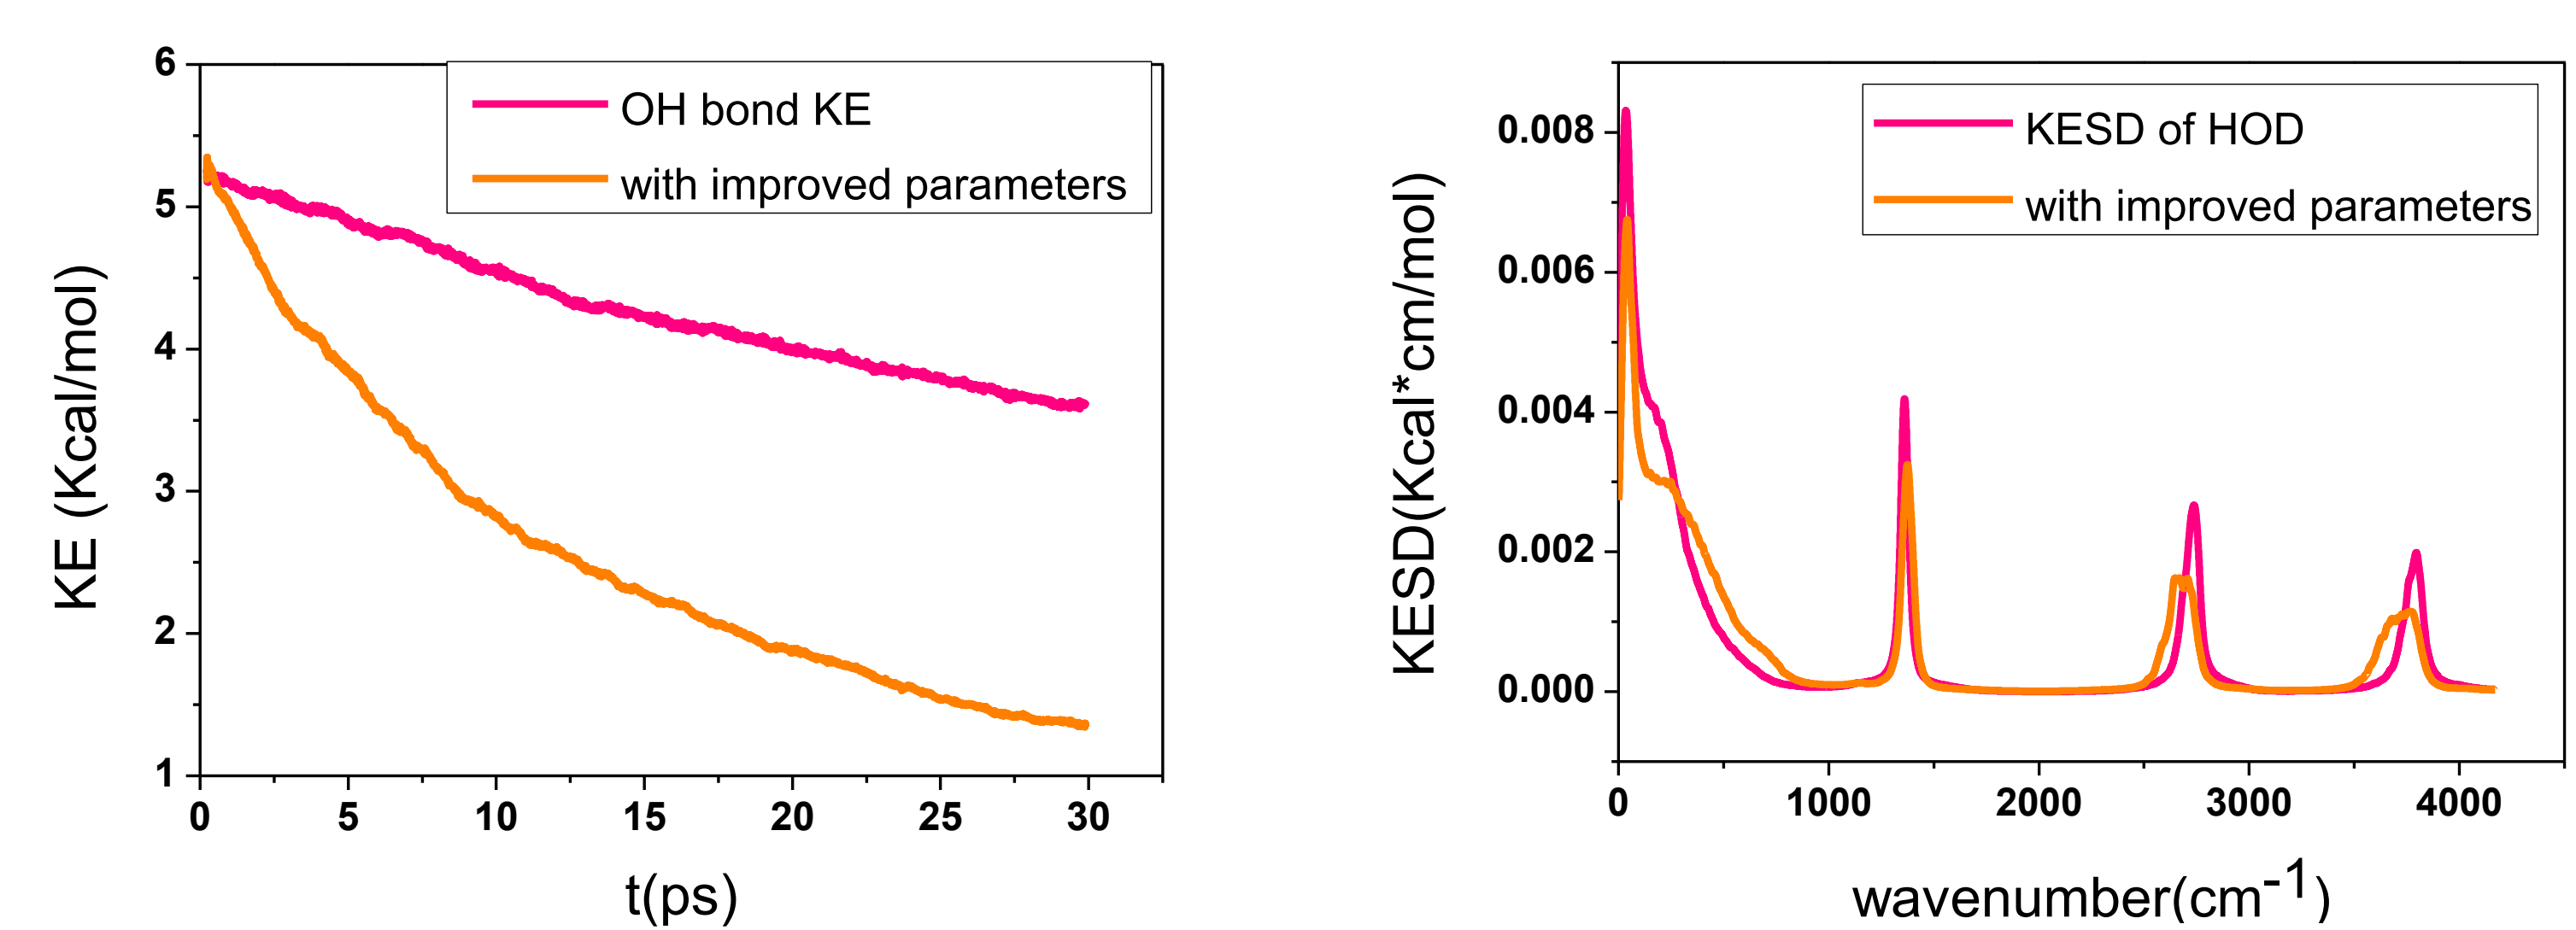 OH bond KE
with improved parameters
KE (Kcal/mol)
6
5
4
3
2
1
0 5 10 15 20 25 30
t(ps)
KESD of HOD
with improved parameters
KESD(Kcal*cm/mol)
0.008
0.006
0.004
0.002
0.000
0 1000 2000 3000 4000
wavenumber(cm-1)